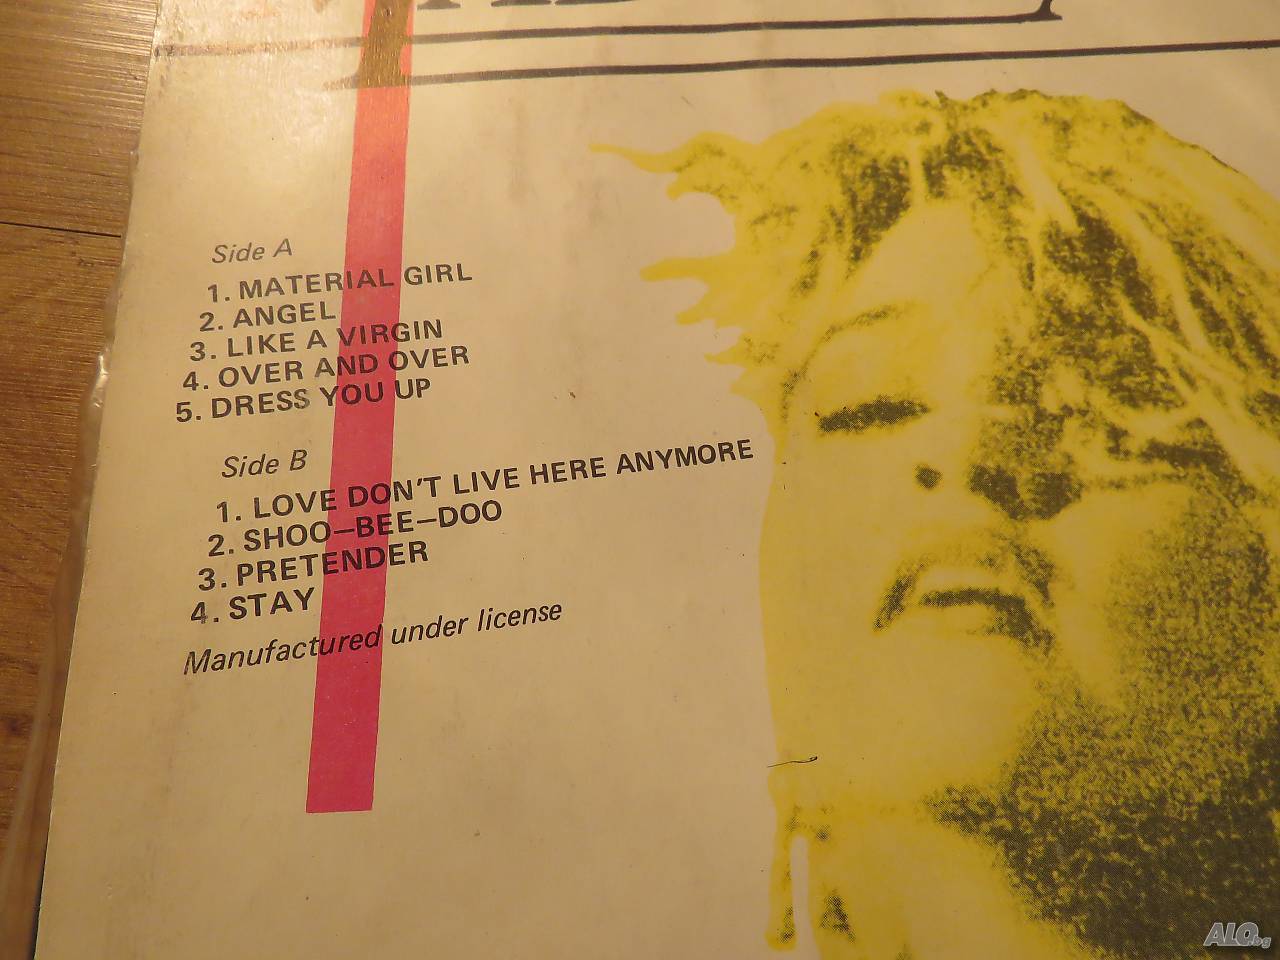 Side A
1. MATERIAL GIRL
2. ANGEL
3. LIKE A VIRGIN
4. OVER AND OVER
5. DRESS YOU UP
Side B
1. LOVE DON'T LIVE HERE ANYMORE
2. SHOO–BEE–DOO
3. PRETENDER
4. STAY
Manufactured under license
ALO.bg